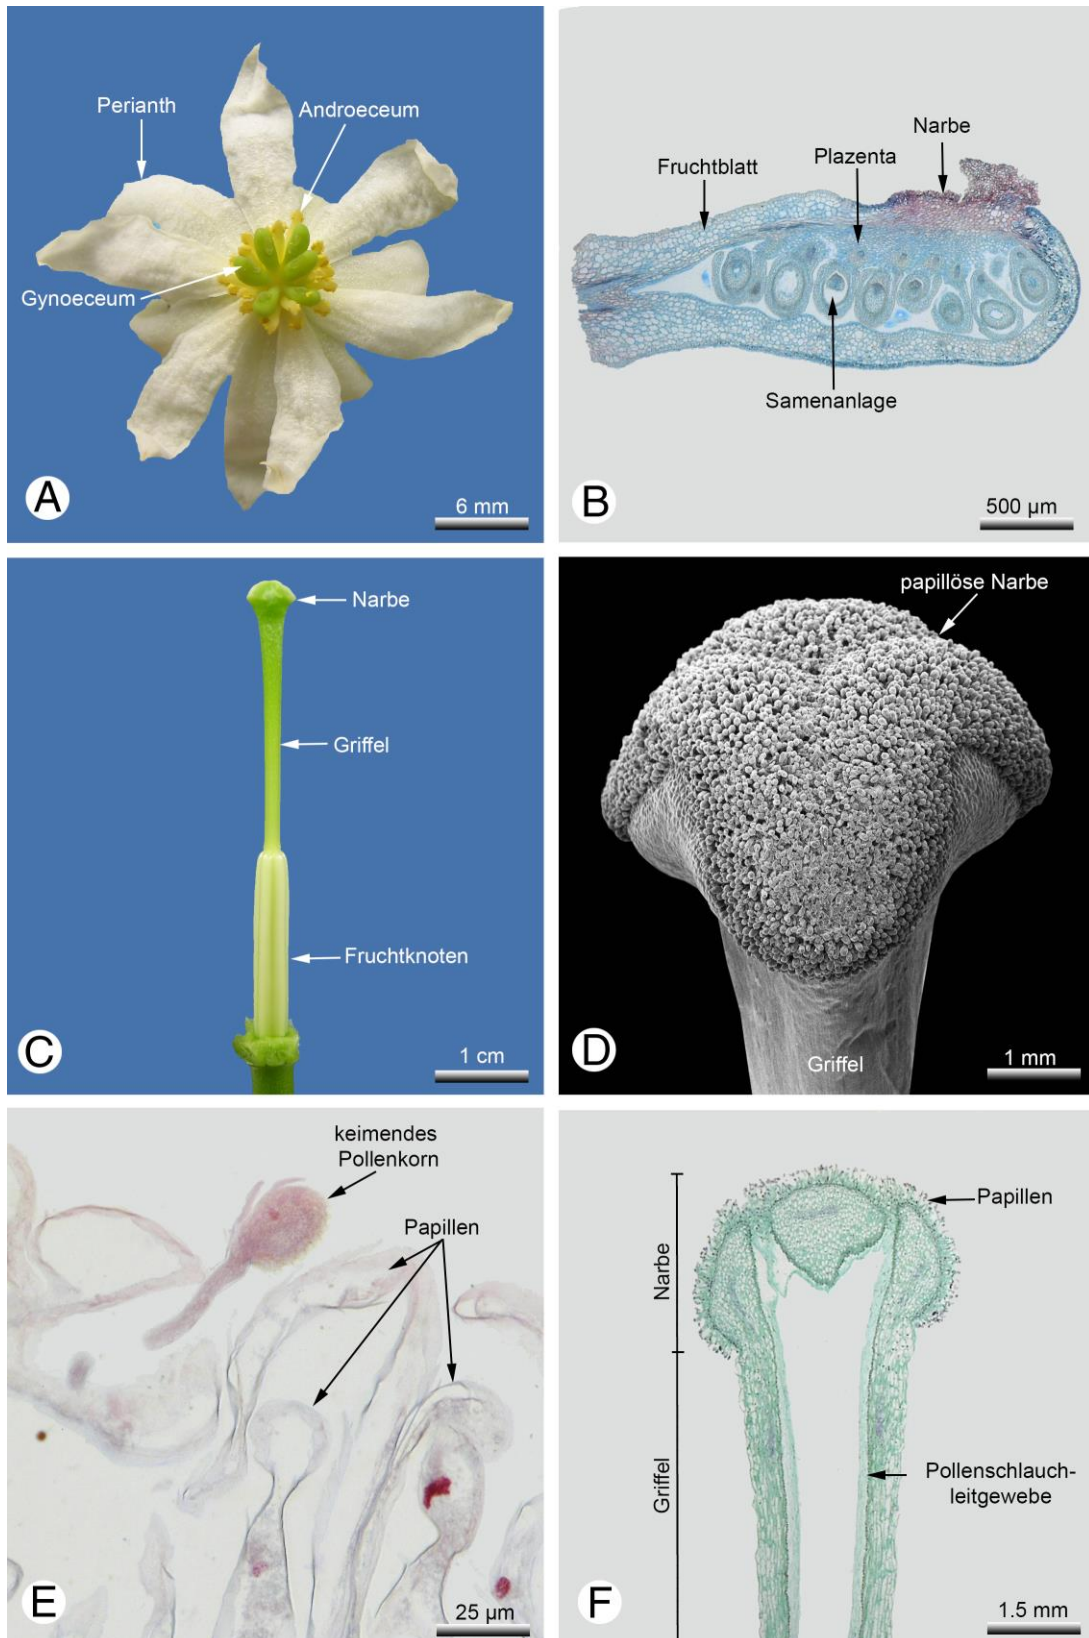 Perianth
Androeceum
Gynoeceum
A
6 mm
Narbe
Plazenta
Fruchtblatt
Samenanlage
B
500 µm
Narbe
Griffel
Fruchtknoten
C
1 cm
papillöse Narbe
Griffel
D
1 mm
keimendes
Pollenkorn
Papillen
E
25 µm
Papillen
Narbe
Griffel
Pollenschlauch-
leitgewebe
F
1.5 mm